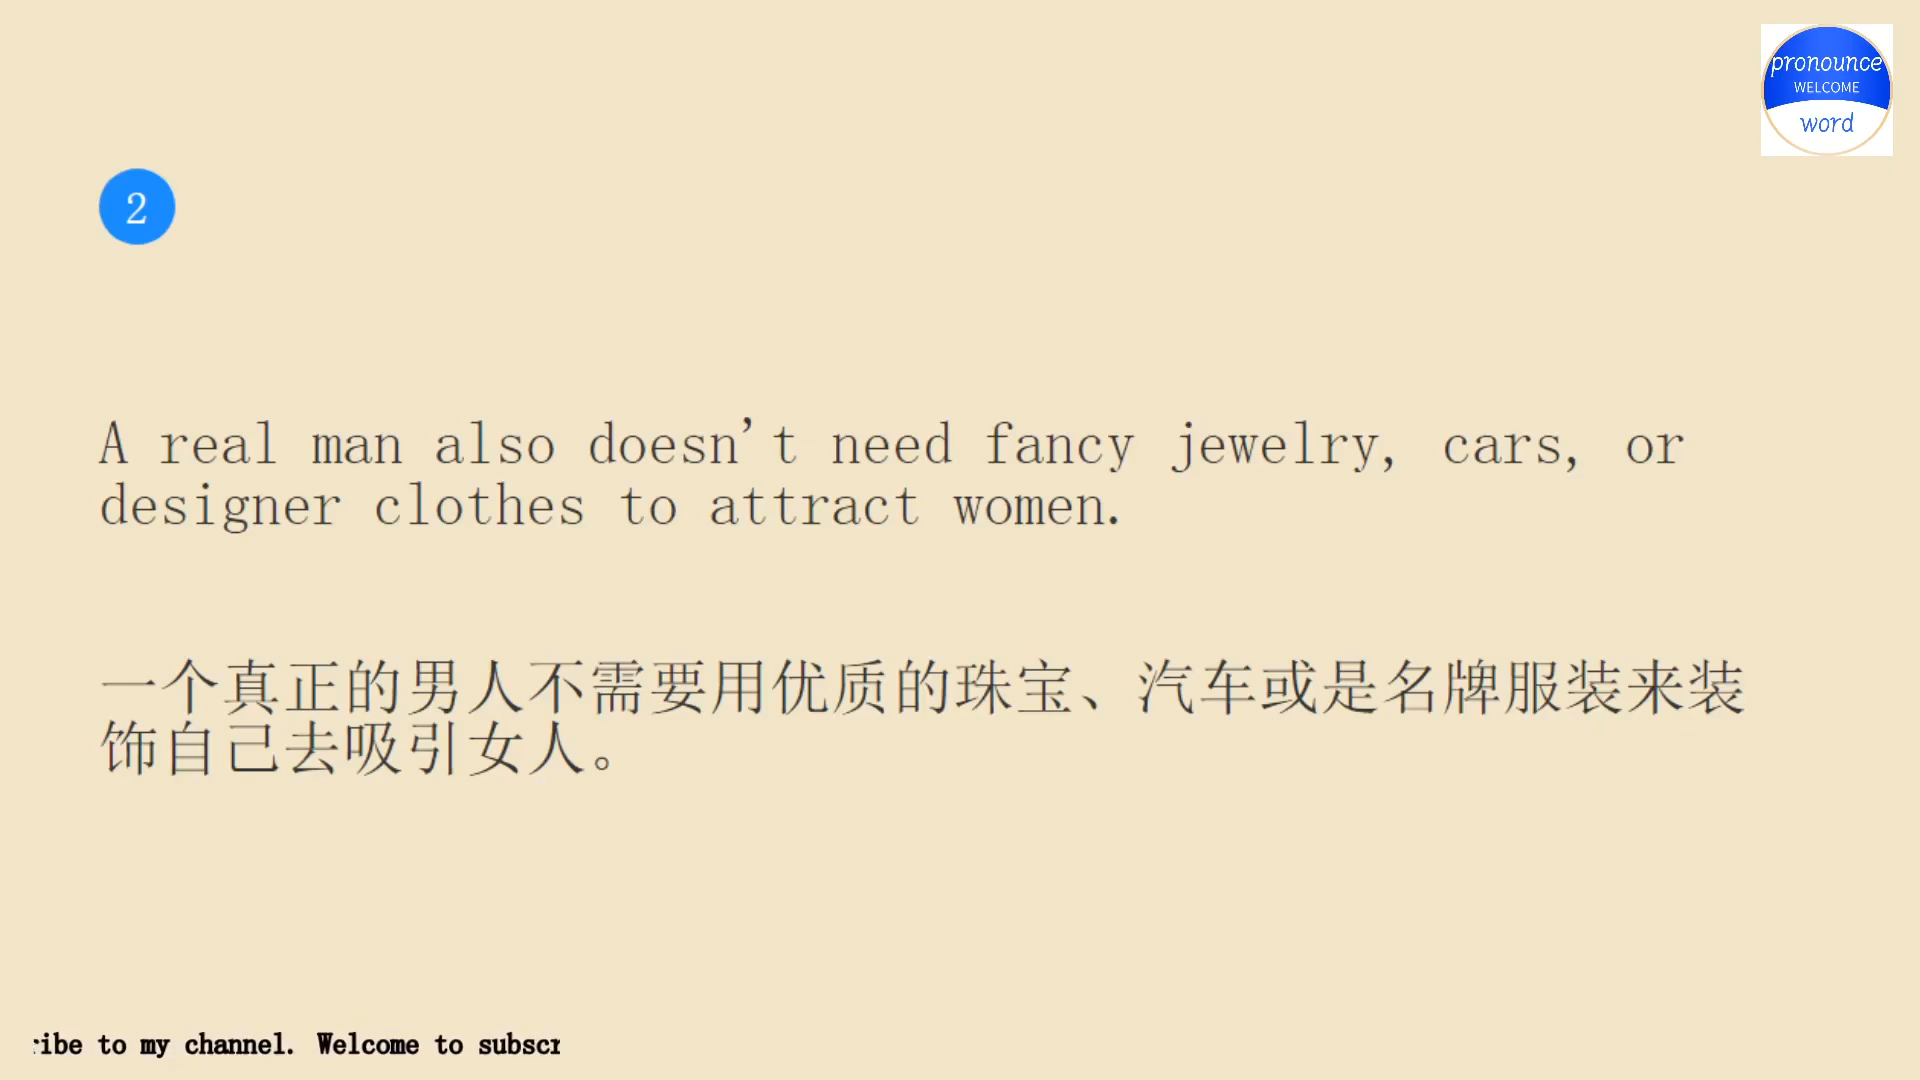 pronounce
WELCOME
word
2
A real man also doesn't need fancy jewelry, cars, or
designer clothes to attract women.
一个真正的男人不需要用优质的珠宝、汽车或是名牌服装来装
饰自己去吸引女人。
ibe to my channel. Welcome to subscr